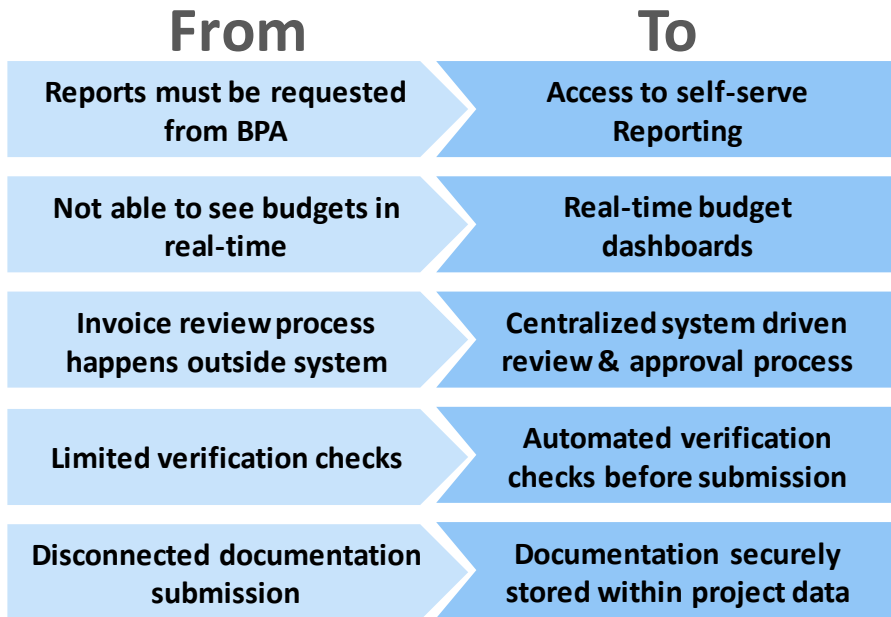 From
To
Reports must be requested
from BPA
Access to self-serve
Reporting
Not able to see budgets in
real-time
Real-time budget
dashboards
Invoice review process
happens outside system
Centralized system driven
review & approval process
Limited verification checks
Automated verification
checks before submission
Disconnected documentation
submission
Documentation securely
stored within project data